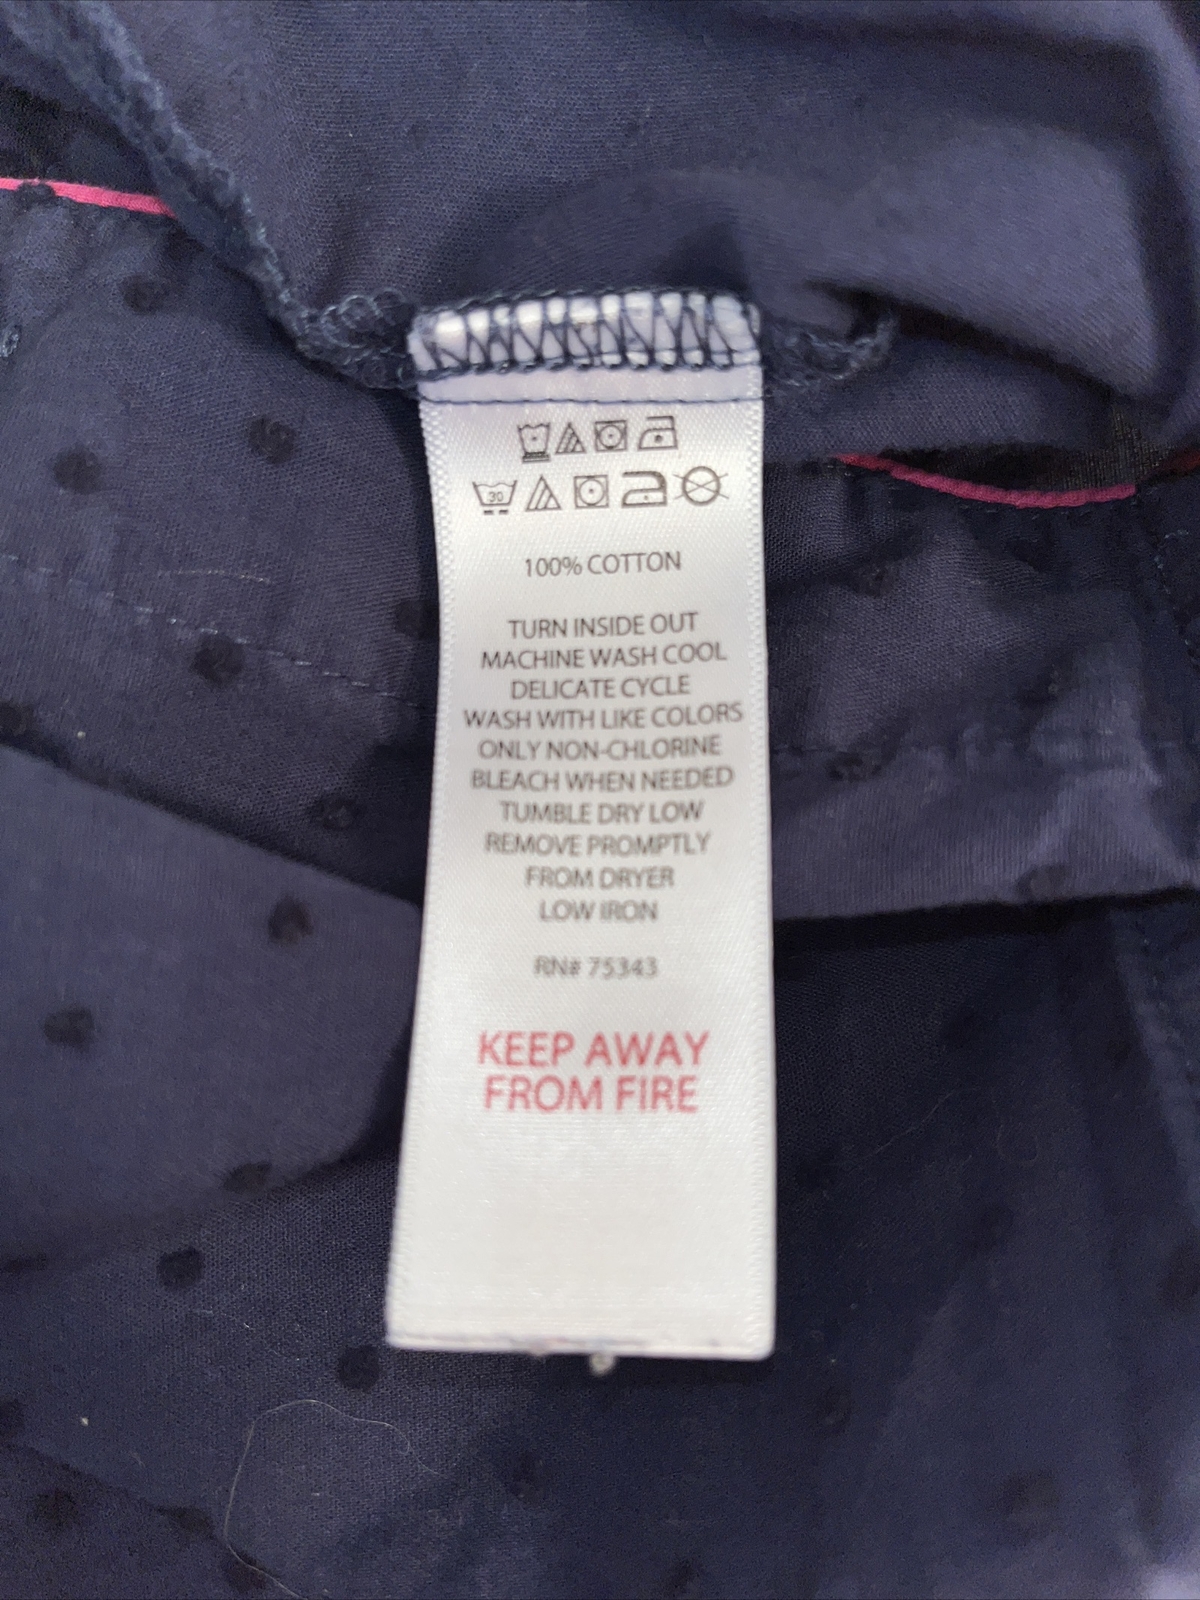 30
100% COTTON
TURN INSIDE OUT
MACHINE WASH COOL
DELICATE CYCLE
WASH WITH LIKE COLORS
ONLY NON-CHLORINE
BLEACH WHEN NEEDED
TUMBLE DRY LOW
REMOVE PROMPTLY
FROM DRYER
LOW IRON
RN# 75343
KEEP AWAY
FROM FIRE